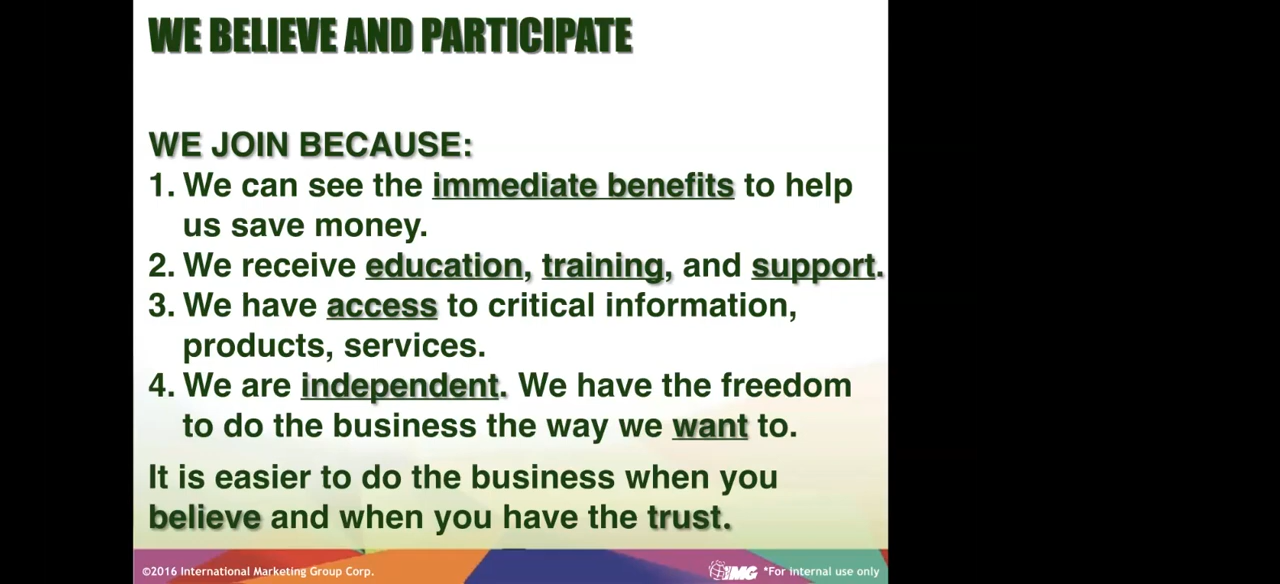 WE BELIEVE AND PARTICIPATE
WE JOIN BECAUSE:
1. We can see the immediate benefits to help
us save money.
2. We receive education, training, and support.
3. We have access to critical information,
products, services.
4. We are independent. We have the freedom
to do the business the way we want to.
It is easier to do the business when you
believe and when you have the trust.
©2016 International Marketing Group Corp.
IMG *For internal use only